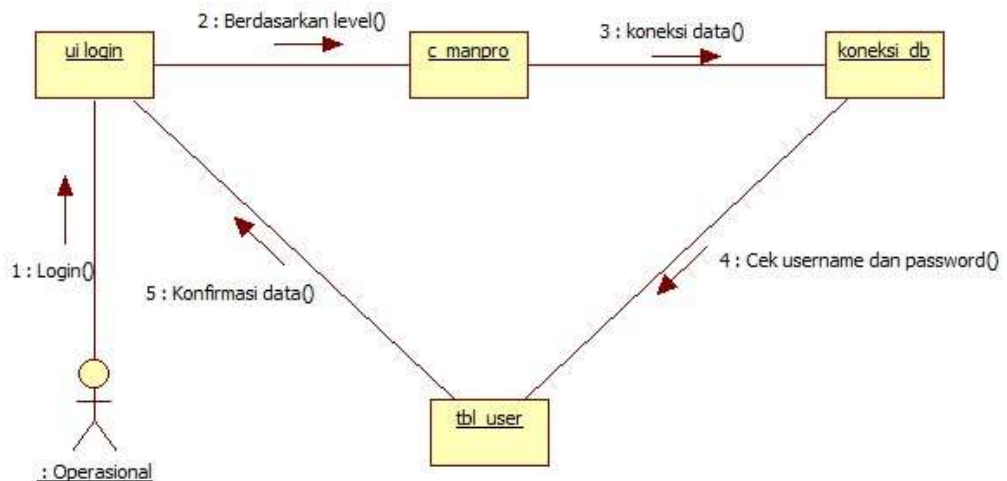 2 : Berdasarkan level()
3 : koneksi data()
ui login
c_manpro
koneksi_db
1 : Login()
5 : Konfirmasi data()
4 : Cek username dan password()
tbl_user
: Operasional